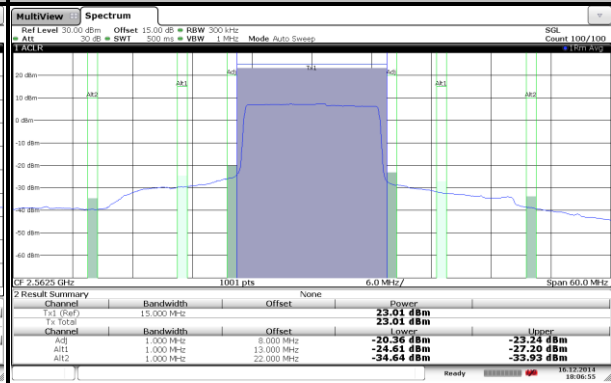 MultiView Spectrum
Ref Level 30.00 dBm Offset 15.00 dB RBW 300 kHz SGL
Att 30 dB SWT 500 ms VBW 1 MHz Mode Auto Sweep Count 100/100
1 ACLR 1Rm Avg
Tx1
Adj Adj
20 dBm
Alt1 Alt1
Alt2 Alt2
10 dBm
0 dBm
-10 dBm
-20 dBm
-30 dBm
-40 dBm
-50 dBm
-60 dBm
CF 2.5625 GHz 1001 pts 6.0 MHz/ Span 60.0 MHz
2 Result Summary None
Channel Bandwidth Offset Power
Tx1 (Ref) 15.000 MHz 23.01 dBm
Tx Total 23.01 dBm
Channel Bandwidth Offset Lower Upper
Adj 1.000 MHz 8.000 MHz -20.36 dBm -23.24 dBm
Alt1 1.000 MHz 13.000 MHz -24.61 dBm -27.20 dBm
Alt2 1.000 MHz 22.000 MHz -34.64 dBm -33.93 dBm
Ready 16.12.2014
18:06:55